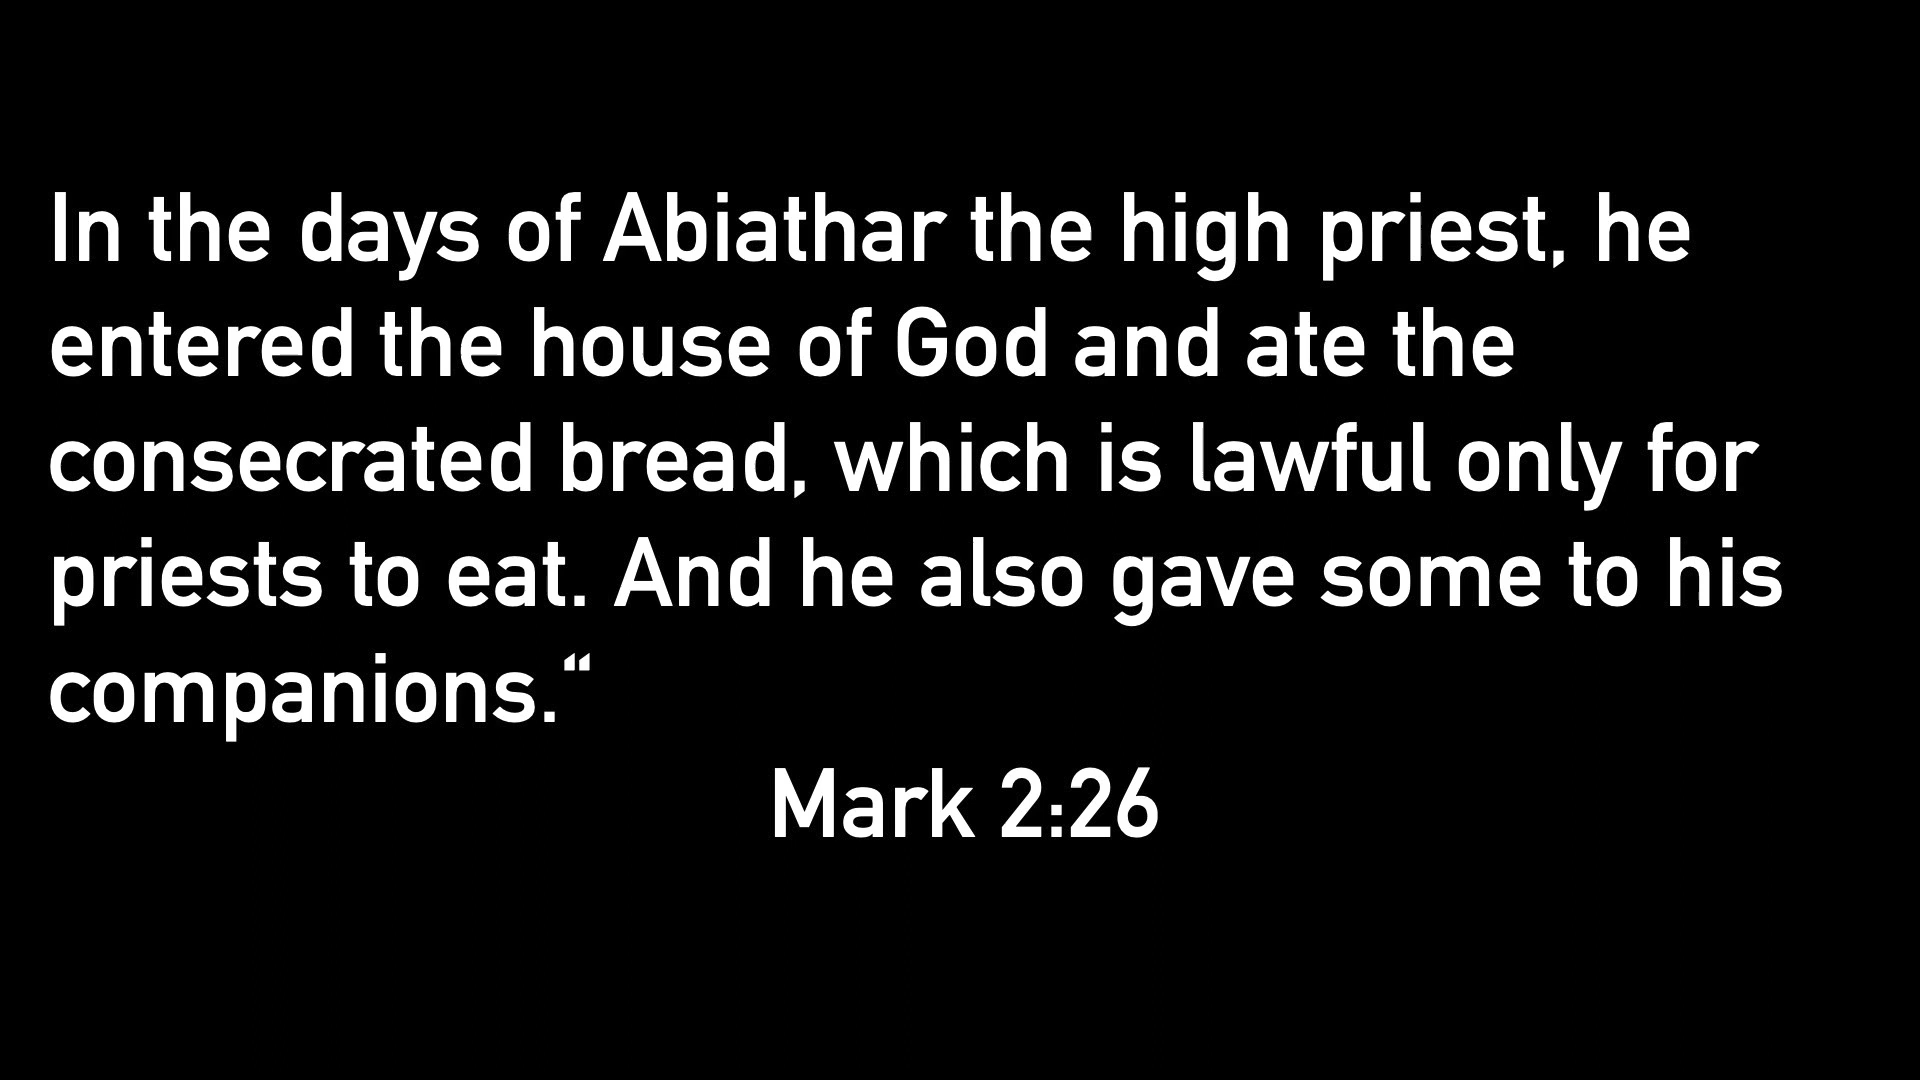 In the days of Abiathar the high priest, he
entered the house of God and ate the
consecrated bread, which is lawful only for
priests to eat. And he also gave some to his
companions.“
Mark 2:26